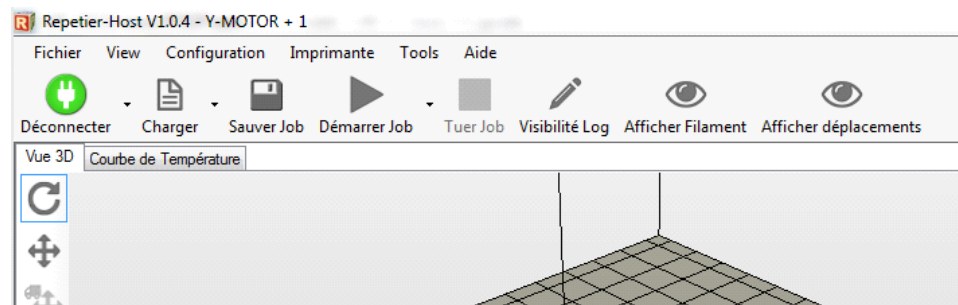 Repetier-Host V1.0.4 - Y-MOTOR + 1
Fichier View Configuration Imprimante Tools Aide
Déconnecter Charger Sauver Job Démarrer Job Tuer Job Visibilité Log Afficher Filament Afficher déplacements
Vue 3D Courbe de Température